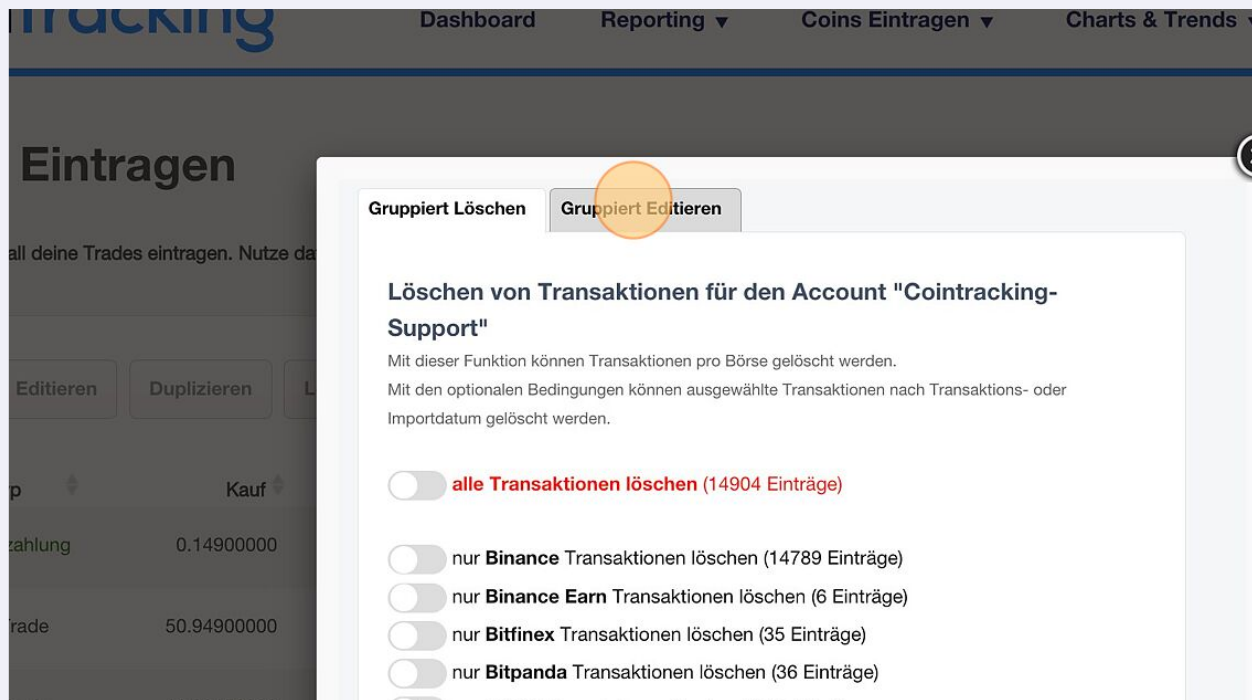 Tracking
Dashboard Reporting ▼ Coins Eintragen ▼ Charts & Trends
Eintragen
Gruppiert Löschen Gruppiert Editieren
all deine Trades eintragen. Nutze
Löschen von Transaktionen für den Account "Cointracking-
Support"
Mit dieser Funktion können Transaktionen pro Börse gelöscht werden.
Mit den optionalen Bedingungen können ausgewählte Transaktionen nach Transaktions- oder
Importdatum gelöscht werden.
Editieren Duplizieren
alle Transaktionen löschen (14904 Einträge)
Kauf
zahlung 0.14900000
nur Binance Transaktionen löschen (14789 Einträge)
nur Binance Earn Transaktionen löschen (6 Einträge)
rade 50.94900000
nur Bitfinex Transaktionen löschen (35 Einträge)
nur Bitpanda Transaktionen löschen (36 Einträge)